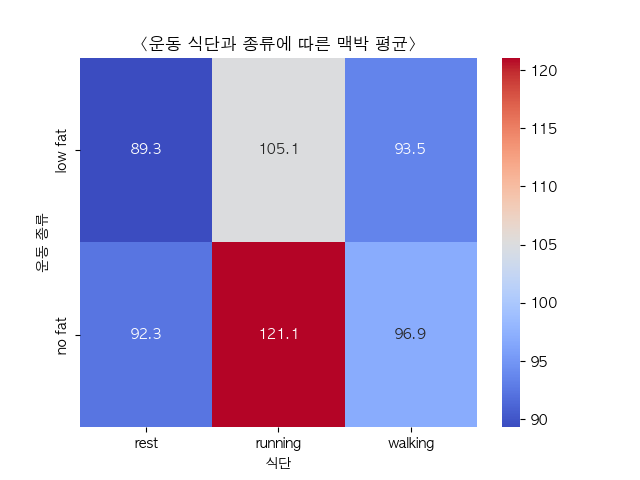 〈운동 식단과 종류에 따른 맥박 평균〉
운동 종류
low fat
89.3 105.1 93.5
no fat
92.3 121.1 96.9
rest running walking
식단
120
115
110
105
100
95
90